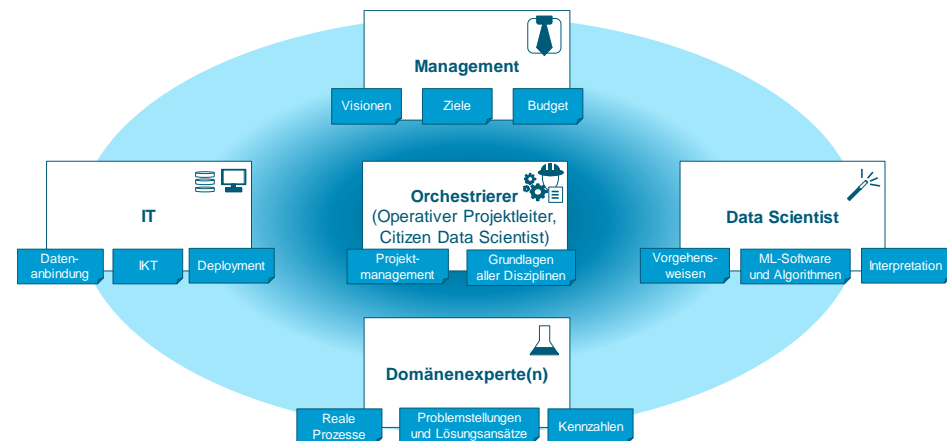 Management
Visionen
Ziele
Budget
IT
Daten-
anbindung
IKT
Deployment
Orchestrierer
(Operativer Projektleiter,
Citizen Data Scientist)
Projekt-
management
Grundlagen
aller Disziplinen
Data Scientist
Vorgehens-
weisen
ML-Software
und Algorithmen
Interpretation
Domänenexperte(n)
Reale
Prozesse
Problemstellungen
und Lösungsansätze
Kennzahlen